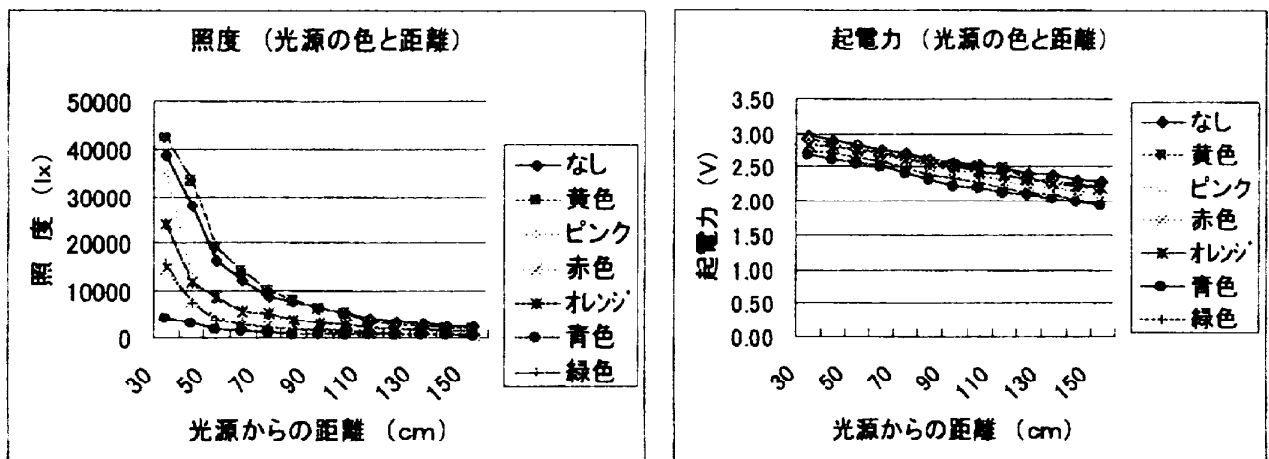 照度 （光源の色と距離）
50000
40000
30000
20000
10000
0
照 度 （lx）
30
50
70
90
110
130
150
光源からの距離 （cm）
なし
黄色
ピンク
赤色
オレンジ
青色
緑色
起電力 （光源の色と距離）
3.50
3.00
2.50
2.00
1.50
1.00
0.50
0.00
起電力 （V）
30
50
70
90
110
130
150
光源からの距離 （cm）
なし
黄色
ピンク
赤色
オレンジ
青色
緑色